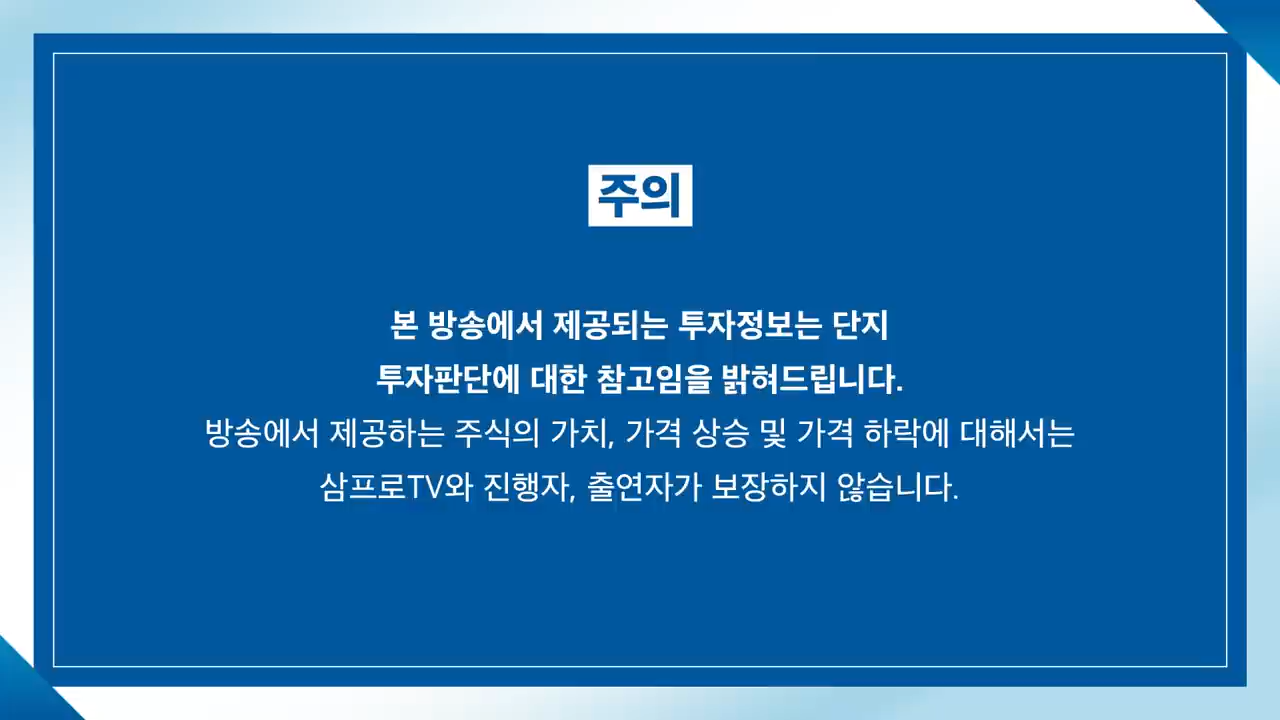 주의
본 방송에서 제공되는 투자정보는 단지
투자판단에 대한 참고임을 밝혀드립니다.
방송에서 제공하는 주식의 가치, 가격 상승 및 가격 하락에 대해서는
삼프로TV와 진행자, 출연자가 보장하지 않습니다.